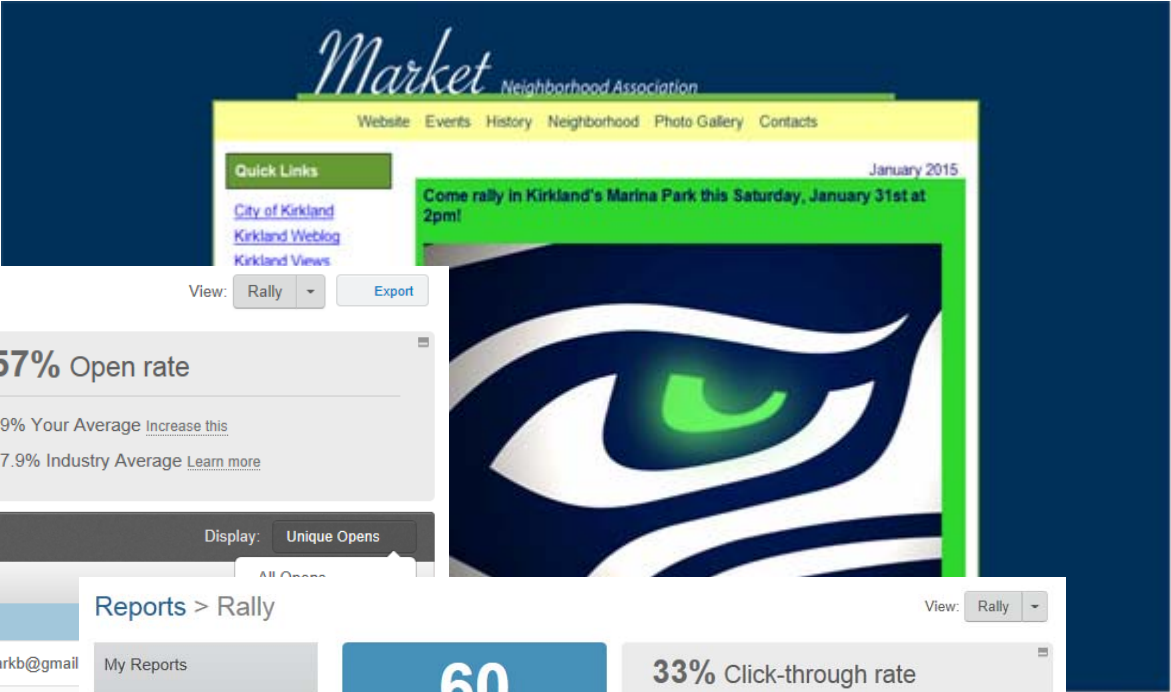 Market Neighborhood Association
Website Events History Neighborhood Photo Gallery Contacts
Quick Links
January 2015
City of Kirkland
Kirkland Weblog
Kirkland Views
Come rally in Kirkland's Marina Park this Saturday, January 31st at
2pm!
View: Rally Export
57% Open rate
9% Your Average Increase this
7.9% Industry Average Learn more
Display: Unique Opens
All Opens
rkb@gmail
Reports > Rally
View: Rally
My Reports
60
33% Click-through rate